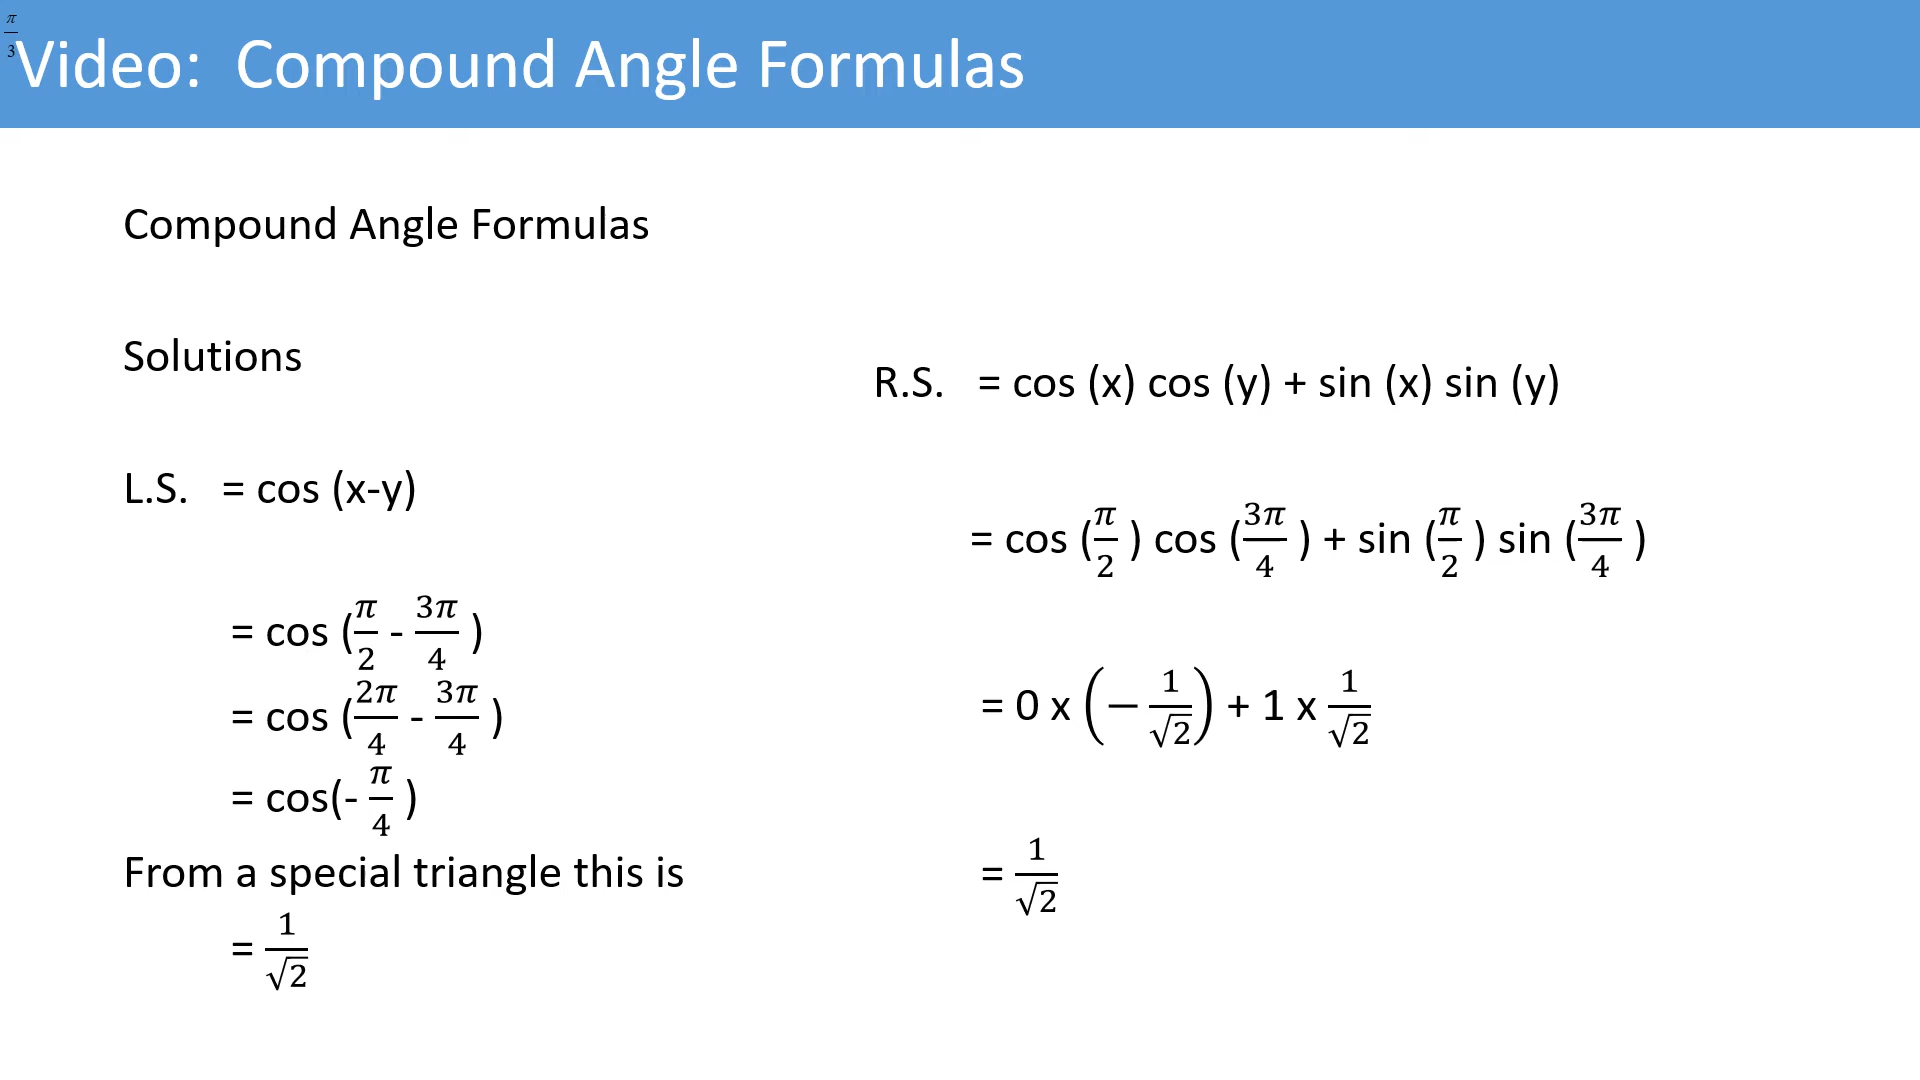 π/3
Video: Compound Angle Formulas
Compound Angle Formulas
Solutions
L.S. = cos (x-y)
= cos (π/2 - 3π/4 )
= cos (2π/4 - 3π/4 )
= cos(- π/4 )
From a special triangle this is
= 1/√2
R.S. = cos (x) cos (y) + sin (x) sin (y)
= cos (π/2 ) cos (3π/4 ) + sin (π/2 ) sin (3π/4 )
= 0 x (− 1/√2) + 1 x 1/√2
= 1/√2